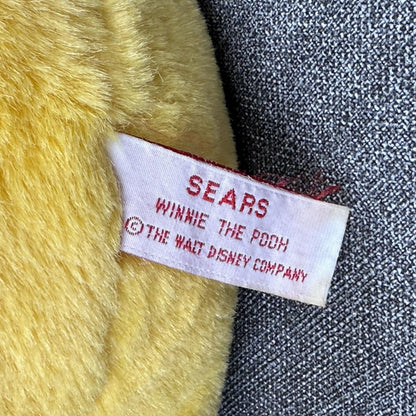 SEARS
WINNIE THE POOH
©THE WALT DISNEY COMPANY